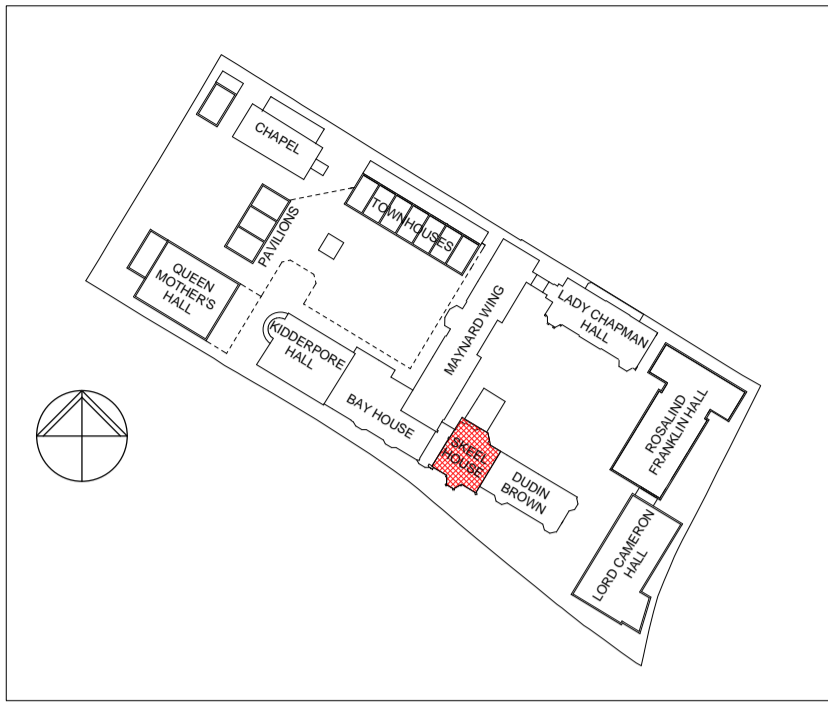 CHAPEL
TOWNHOUSES
PAVILIONS
QUEEN
MOTHER'S
HALL
KIDDERPORE
HALL
BAY HOUSE
MAYNARD WING
LADY CHAPMAN
HALL
SKEEL
HOUSE
DUDIN
BROWN
ROSALIND
FRANKLIN HALL
LORD CAMERON
HALL